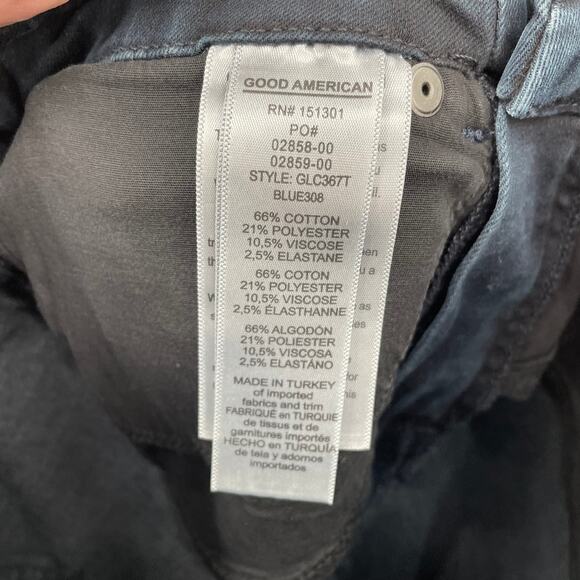 GOOD AMERICAN
RN# 151301
PO#
02858-00
02859-00
STYLE: GLC367T
BLUE308
66% COTTON
21% POLYESTER
10,5% VISCOSE
2,5% ELASTANE
66% COTON
21% POLYESTER
10,5% VISCOSE
2,5% ÉLASTHANNE
66% ALGODÓN
21% POLIESTER
10,5% VISCOSA
2,5% ELASTÁNO
MADE IN TURKEY
of imported
fabrics and trim
FABRIQUÉ en TURQUIE
de tissus et de
garnitures importés
HECHO en TURQUÍA
de tela y adornos
importados